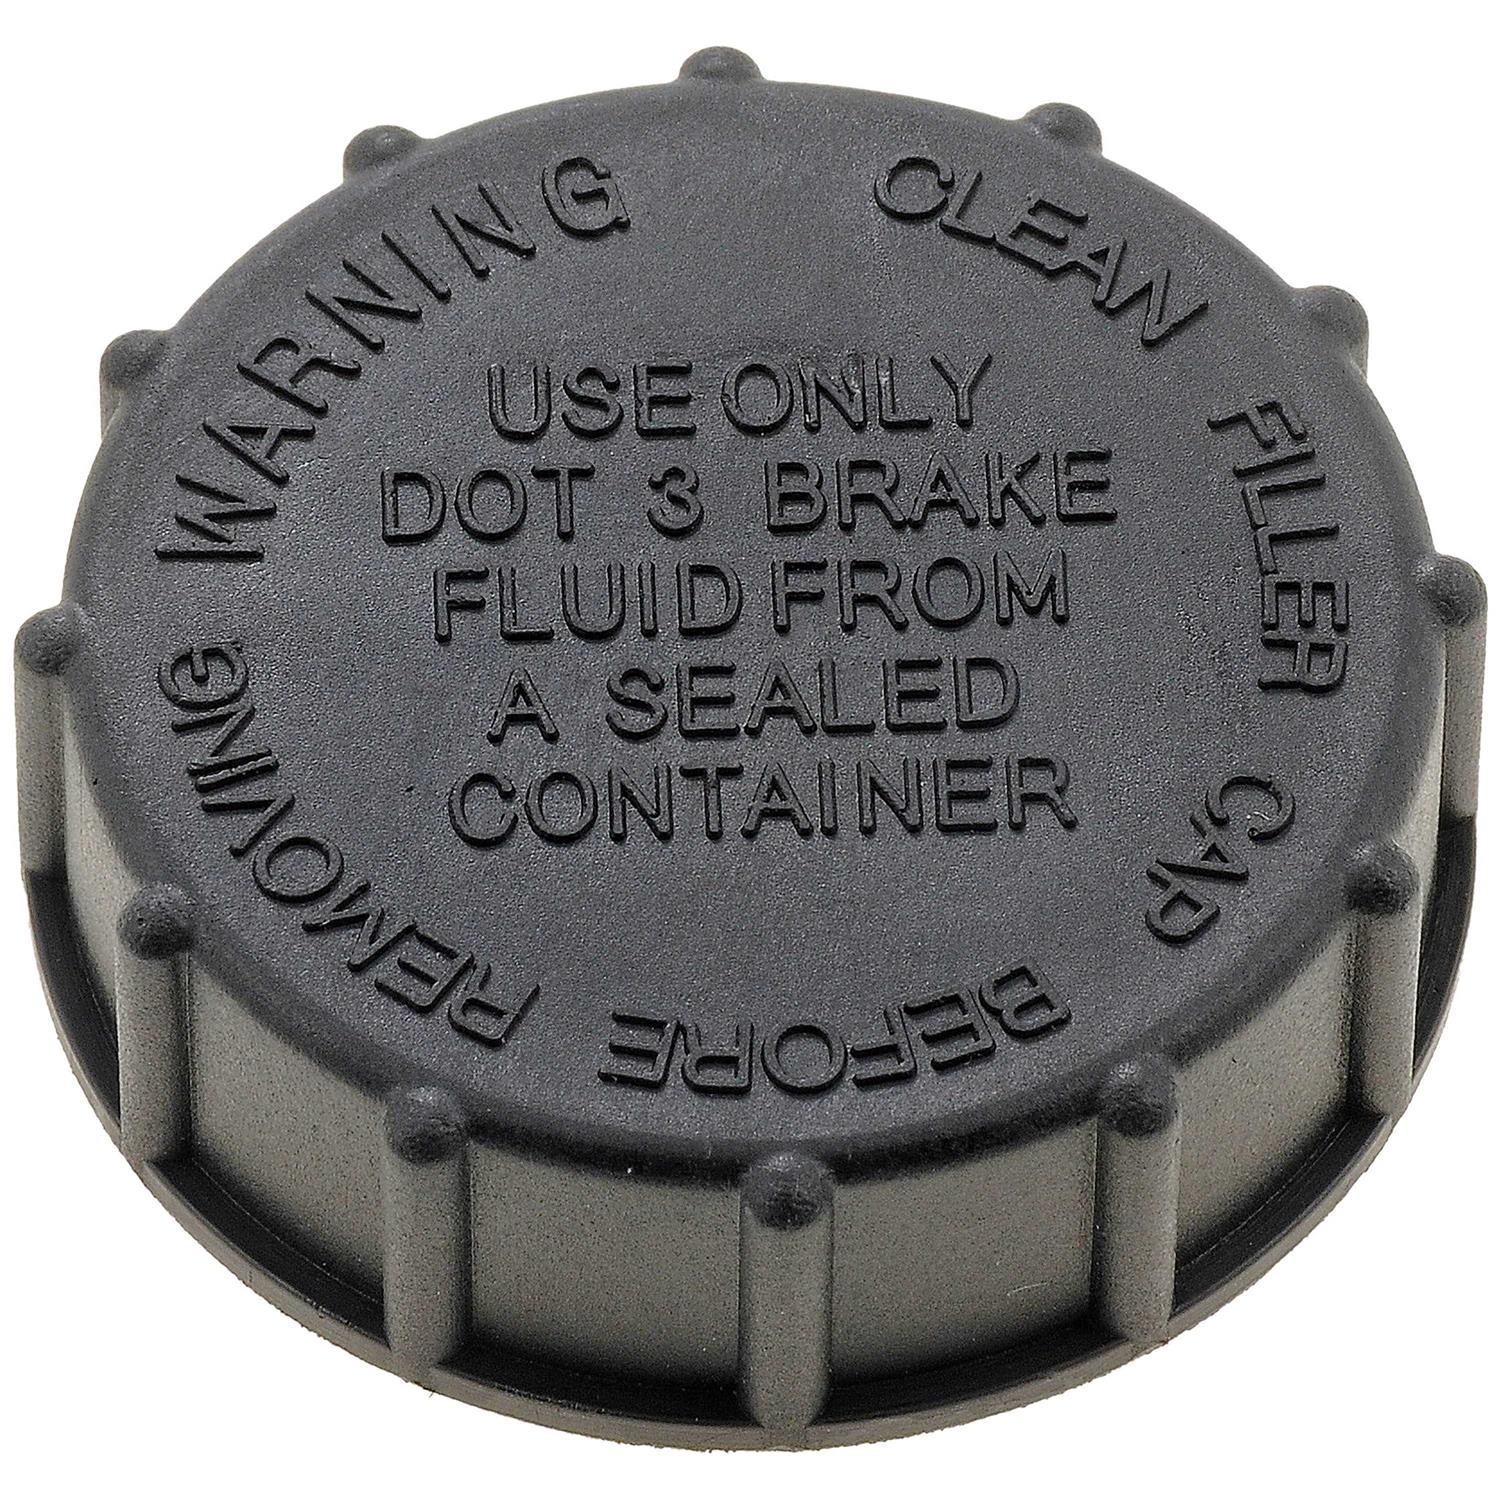 WARNING CLEAN FILLER CAP BEFORE REMOVING
USE ONLY
DOT 3 BRAKE
FLUID FROM
A SEALED
CONTAINER